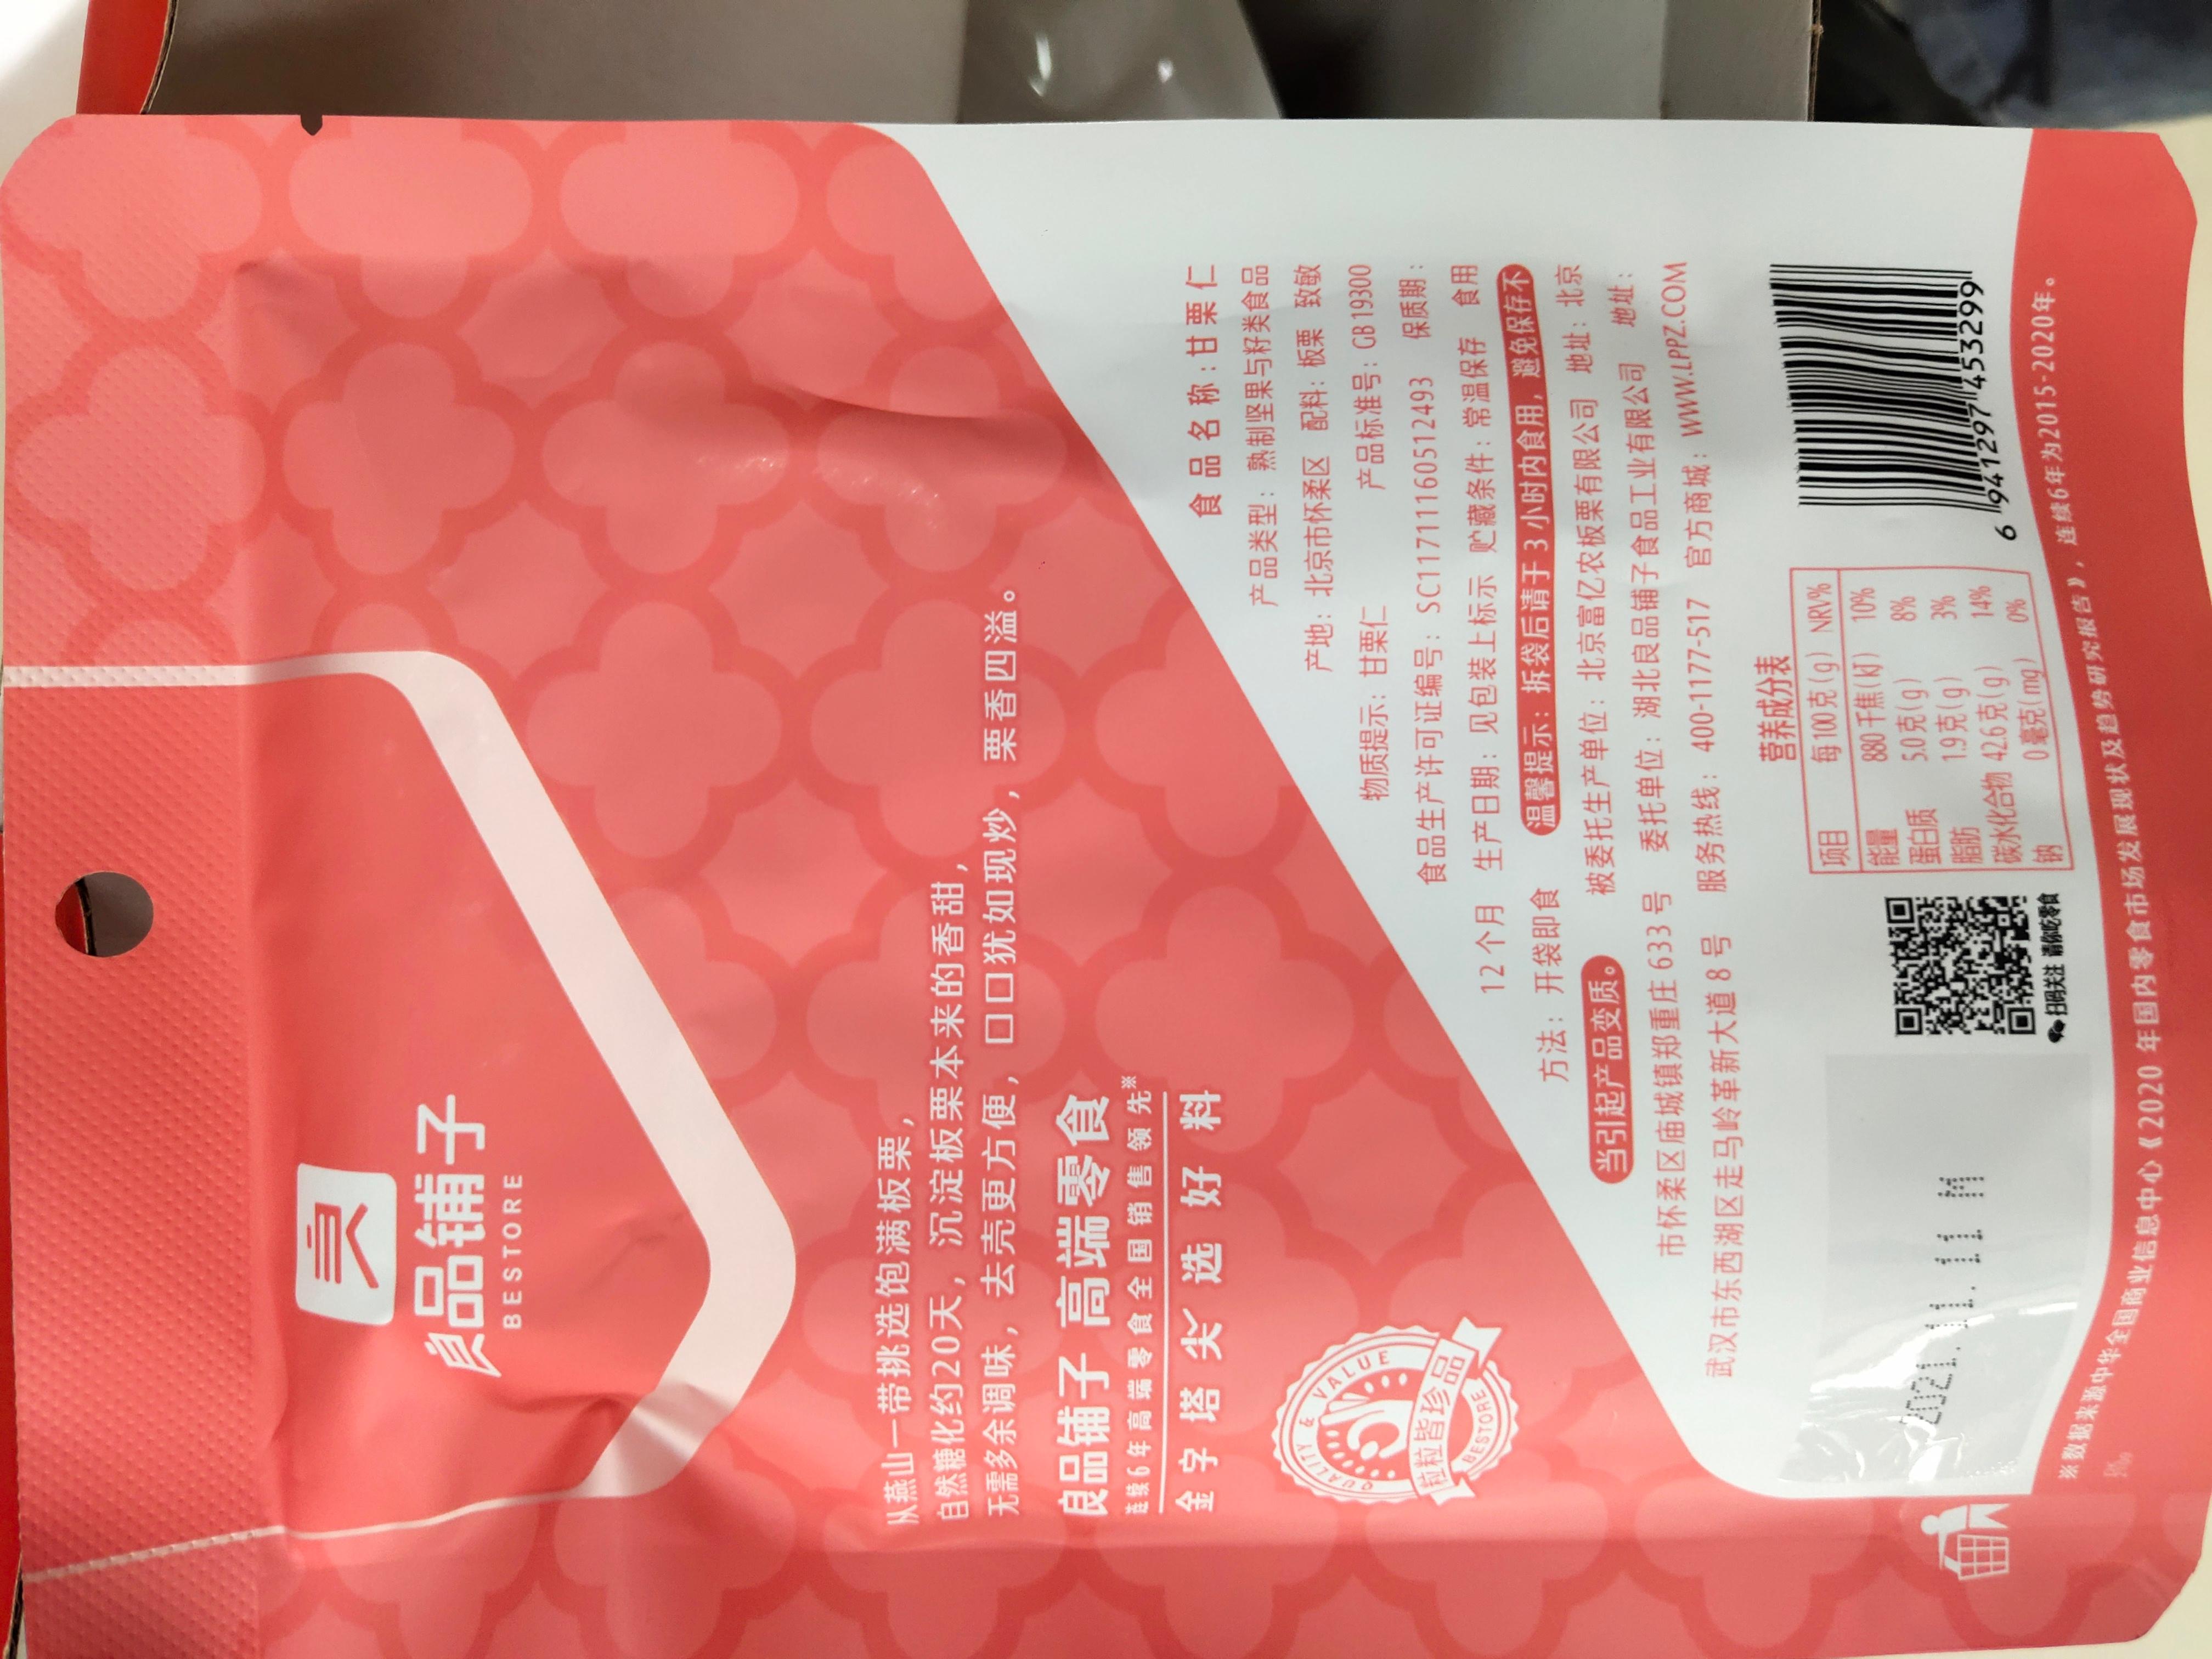 良品铺子
BESTORE
从燕山一带挑选饱满板栗，
自然糖化约20天，沉淀板栗本来的香甜，
无需多余调味，去壳更方便，口口犹如现炒，栗香四溢。
良品铺子 高端零食
连续6年高端零食全国销售领先※
金字塔尖选好料
QUALITY & VALUE
粒粒皆珍品
BESTORE
食品名称：甘栗仁
产品类型：熟制坚果与籽类食品
产地：北京市怀柔区 配料：板栗 致敏
物质提示：甘栗仁 产品标准号：GB 19300
食品生产许可证编号：SC11711160512493 保质期：
12个月 生产日期：见包装上标示 贮藏条件：常温保存 食用
方法：开袋即食 温馨提示：拆袋后请于3小时内食用，避免保存不
当引起产品变质。 被委托生产单位：北京富亿农板栗有限公司 地址：北京
市怀柔区庙城镇郑重庄633号 委托单位：湖北良品铺子食品工业有限公司 地址：
武汉市东西湖区走马岭革新大道8号 服务热线：400-1177-517 官方商城：WWW.LPPZ.COM
营养成分表
项目 每100克(g) NRV%
能量 880千焦(kJ) 10%
蛋白质 5.0克(g) 8%
脂肪 1.9克(g) 3%
碳水化合物 42.6克(g) 14%
钠 0毫克(mg) 0%
6 941297 453299
扫码关注 请你吃零食
2021.11.11 M
※数据来源中华全国商业信息中心《2020年国内零食市场发展现状及趋势研究报告》，连续6年为2015-2020年。